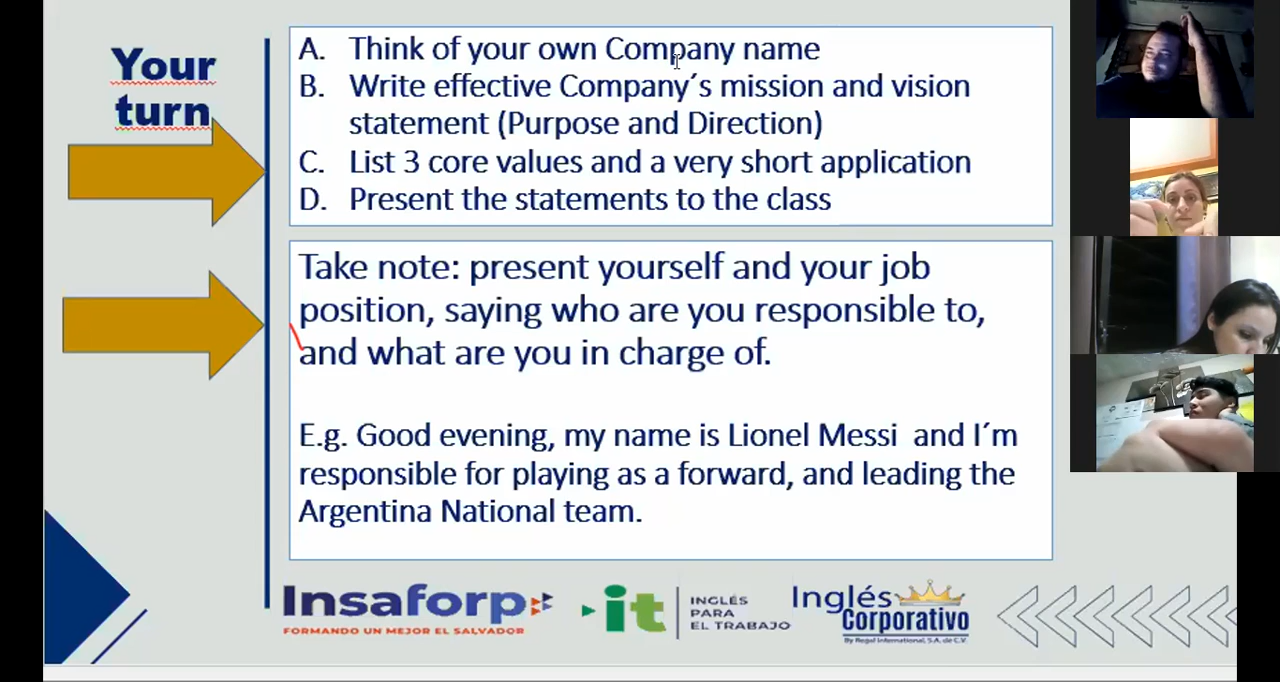 Your
turn
A. Think of your own Company name
B. Write effective Company´s mission and vision
statement (Purpose and Direction)
C. List 3 core values and a very short application
D. Present the statements to the class
Take note: present yourself and your job
position, saying who are you responsible to,
and what are you in charge of.
E.g. Good evening, my name is Lionel Messi and I´m
responsible for playing as a forward, and leading the
Argentina National team.
Insaforp
FORMANDO UN MEJOR EL SALVADOR
it
INGLÉS
PARA
EL TRABAJO
Inglés
Corporativo
By Regal International, S.A. de C.V.